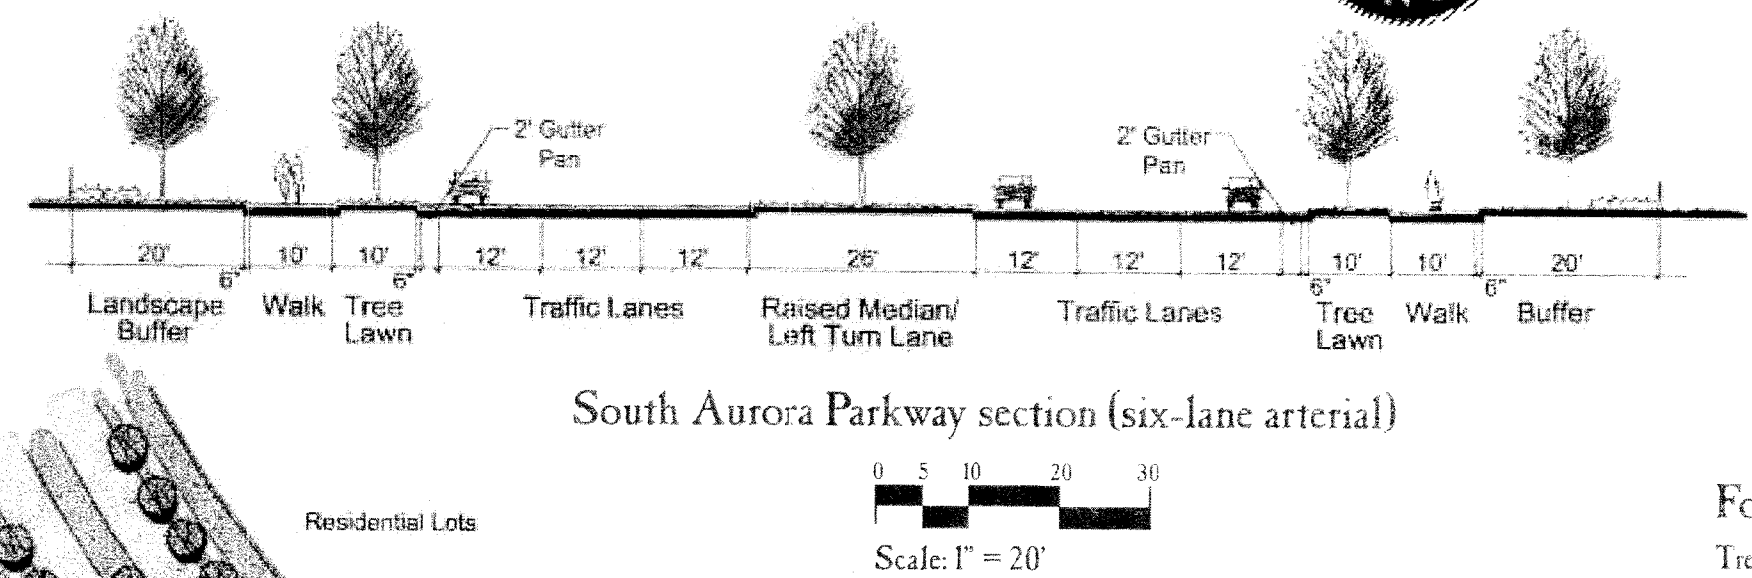 2' Gutter
Pan
2' Gutter
Pan
20' 6" 10' 10' 6" 12' 12' 12' 26' 12' 12' 12' 6" 10' 10' 6" 20'
Landscape
Buffer
Walk
Tree
Lawn
Traffic Lanes
Raised Median/
Left Turn Lane
Traffic Lanes
Tree
Lawn
Walk
Buffer
South Aurora Parkway section (six-lane arterial)
0 5 10 20 30
Scale: 1" = 20'
Residential Lots
Fo
Tre